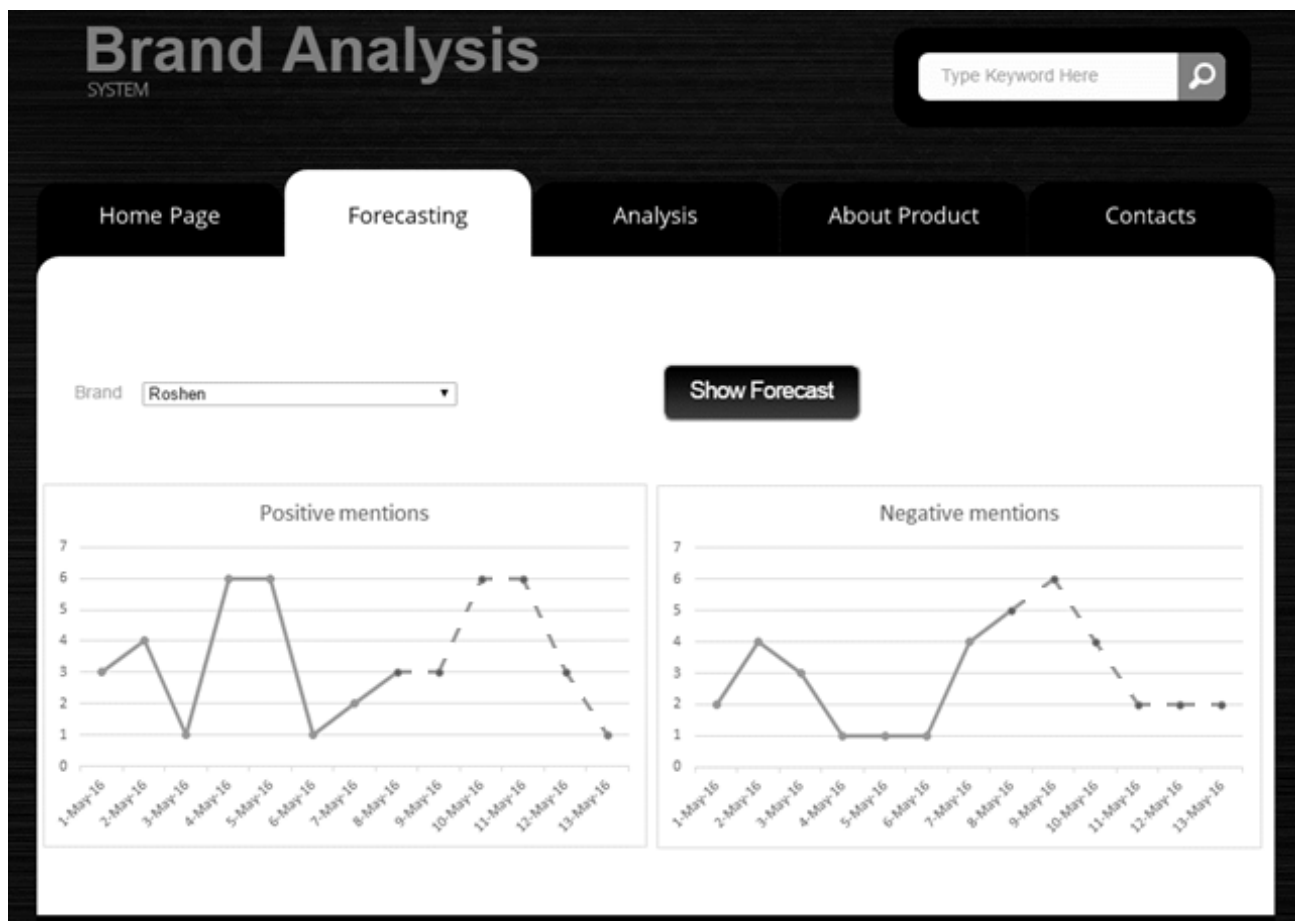 Brand Analysis
SYSTEM
Type Keyword Here
Home Page
Forecasting
Analysis
About Product
Contacts
Brand
Roshen
Show Forecast
Positive mentions
7
6
5
4
3
2
1
0
1-May-16
2-May-16
3-May-16
4-May-16
5-May-16
6-May-16
7-May-16
8-May-16
9-May-16
10-May-16
11-May-16
12-May-16
13-May-16
Negative mentions
7
6
5
4
3
2
1
0
1-May-16
2-May-16
3-May-16
4-May-16
5-May-16
6-May-16
7-May-16
8-May-16
9-May-16
10-May-16
11-May-16
12-May-16
13-May-16